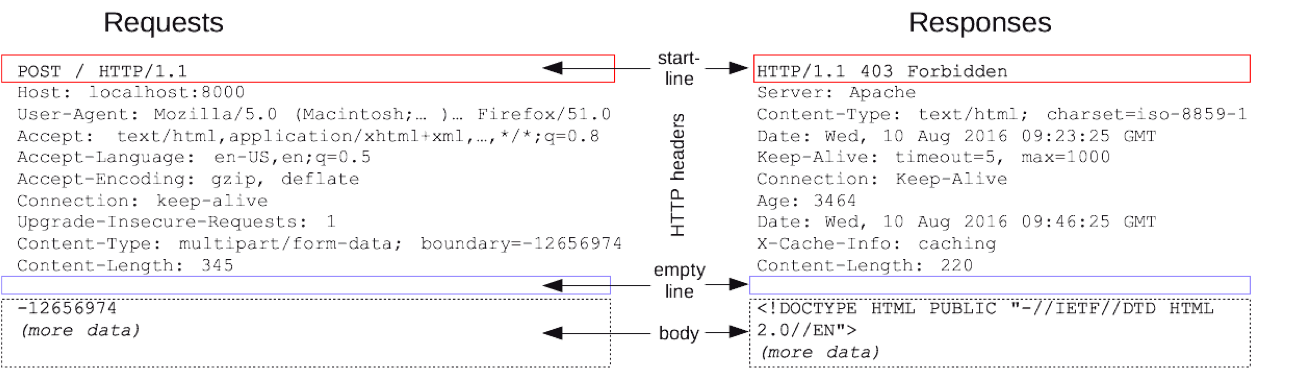 Requests
POST / HTTP/1.1
Host: localhost:8000
User-Agent: Mozilla/5.0 (Macintosh;… )… Firefox/51.0
Accept: text/html,application/xhtml+xml,…,*/*;q=0.8
Accept-Language: en-US,en;q=0.5
Accept-Encoding: gzip, deflate
Connection: keep-alive
Upgrade-Insecure-Requests: 1
Content-Type: multipart/form-data; boundary=-12656974
Content-Length: 345
-12656974
(more data)
start-
line
HTTP headers
empty
line
body
Responses
HTTP/1.1 403 Forbidden
Server: Apache
Content-Type: text/html; charset=iso-8859-1
Date: Wed, 10 Aug 2016 09:23:25 GMT
Keep-Alive: timeout=5, max=1000
Connection: Keep-Alive
Age: 3464
Date: Wed, 10 Aug 2016 09:46:25 GMT
X-Cache-Info: caching
Content-Length: 220
<!DOCTYPE HTML PUBLIC "-//IETF//DTD HTML
2.0//EN">
(more data)